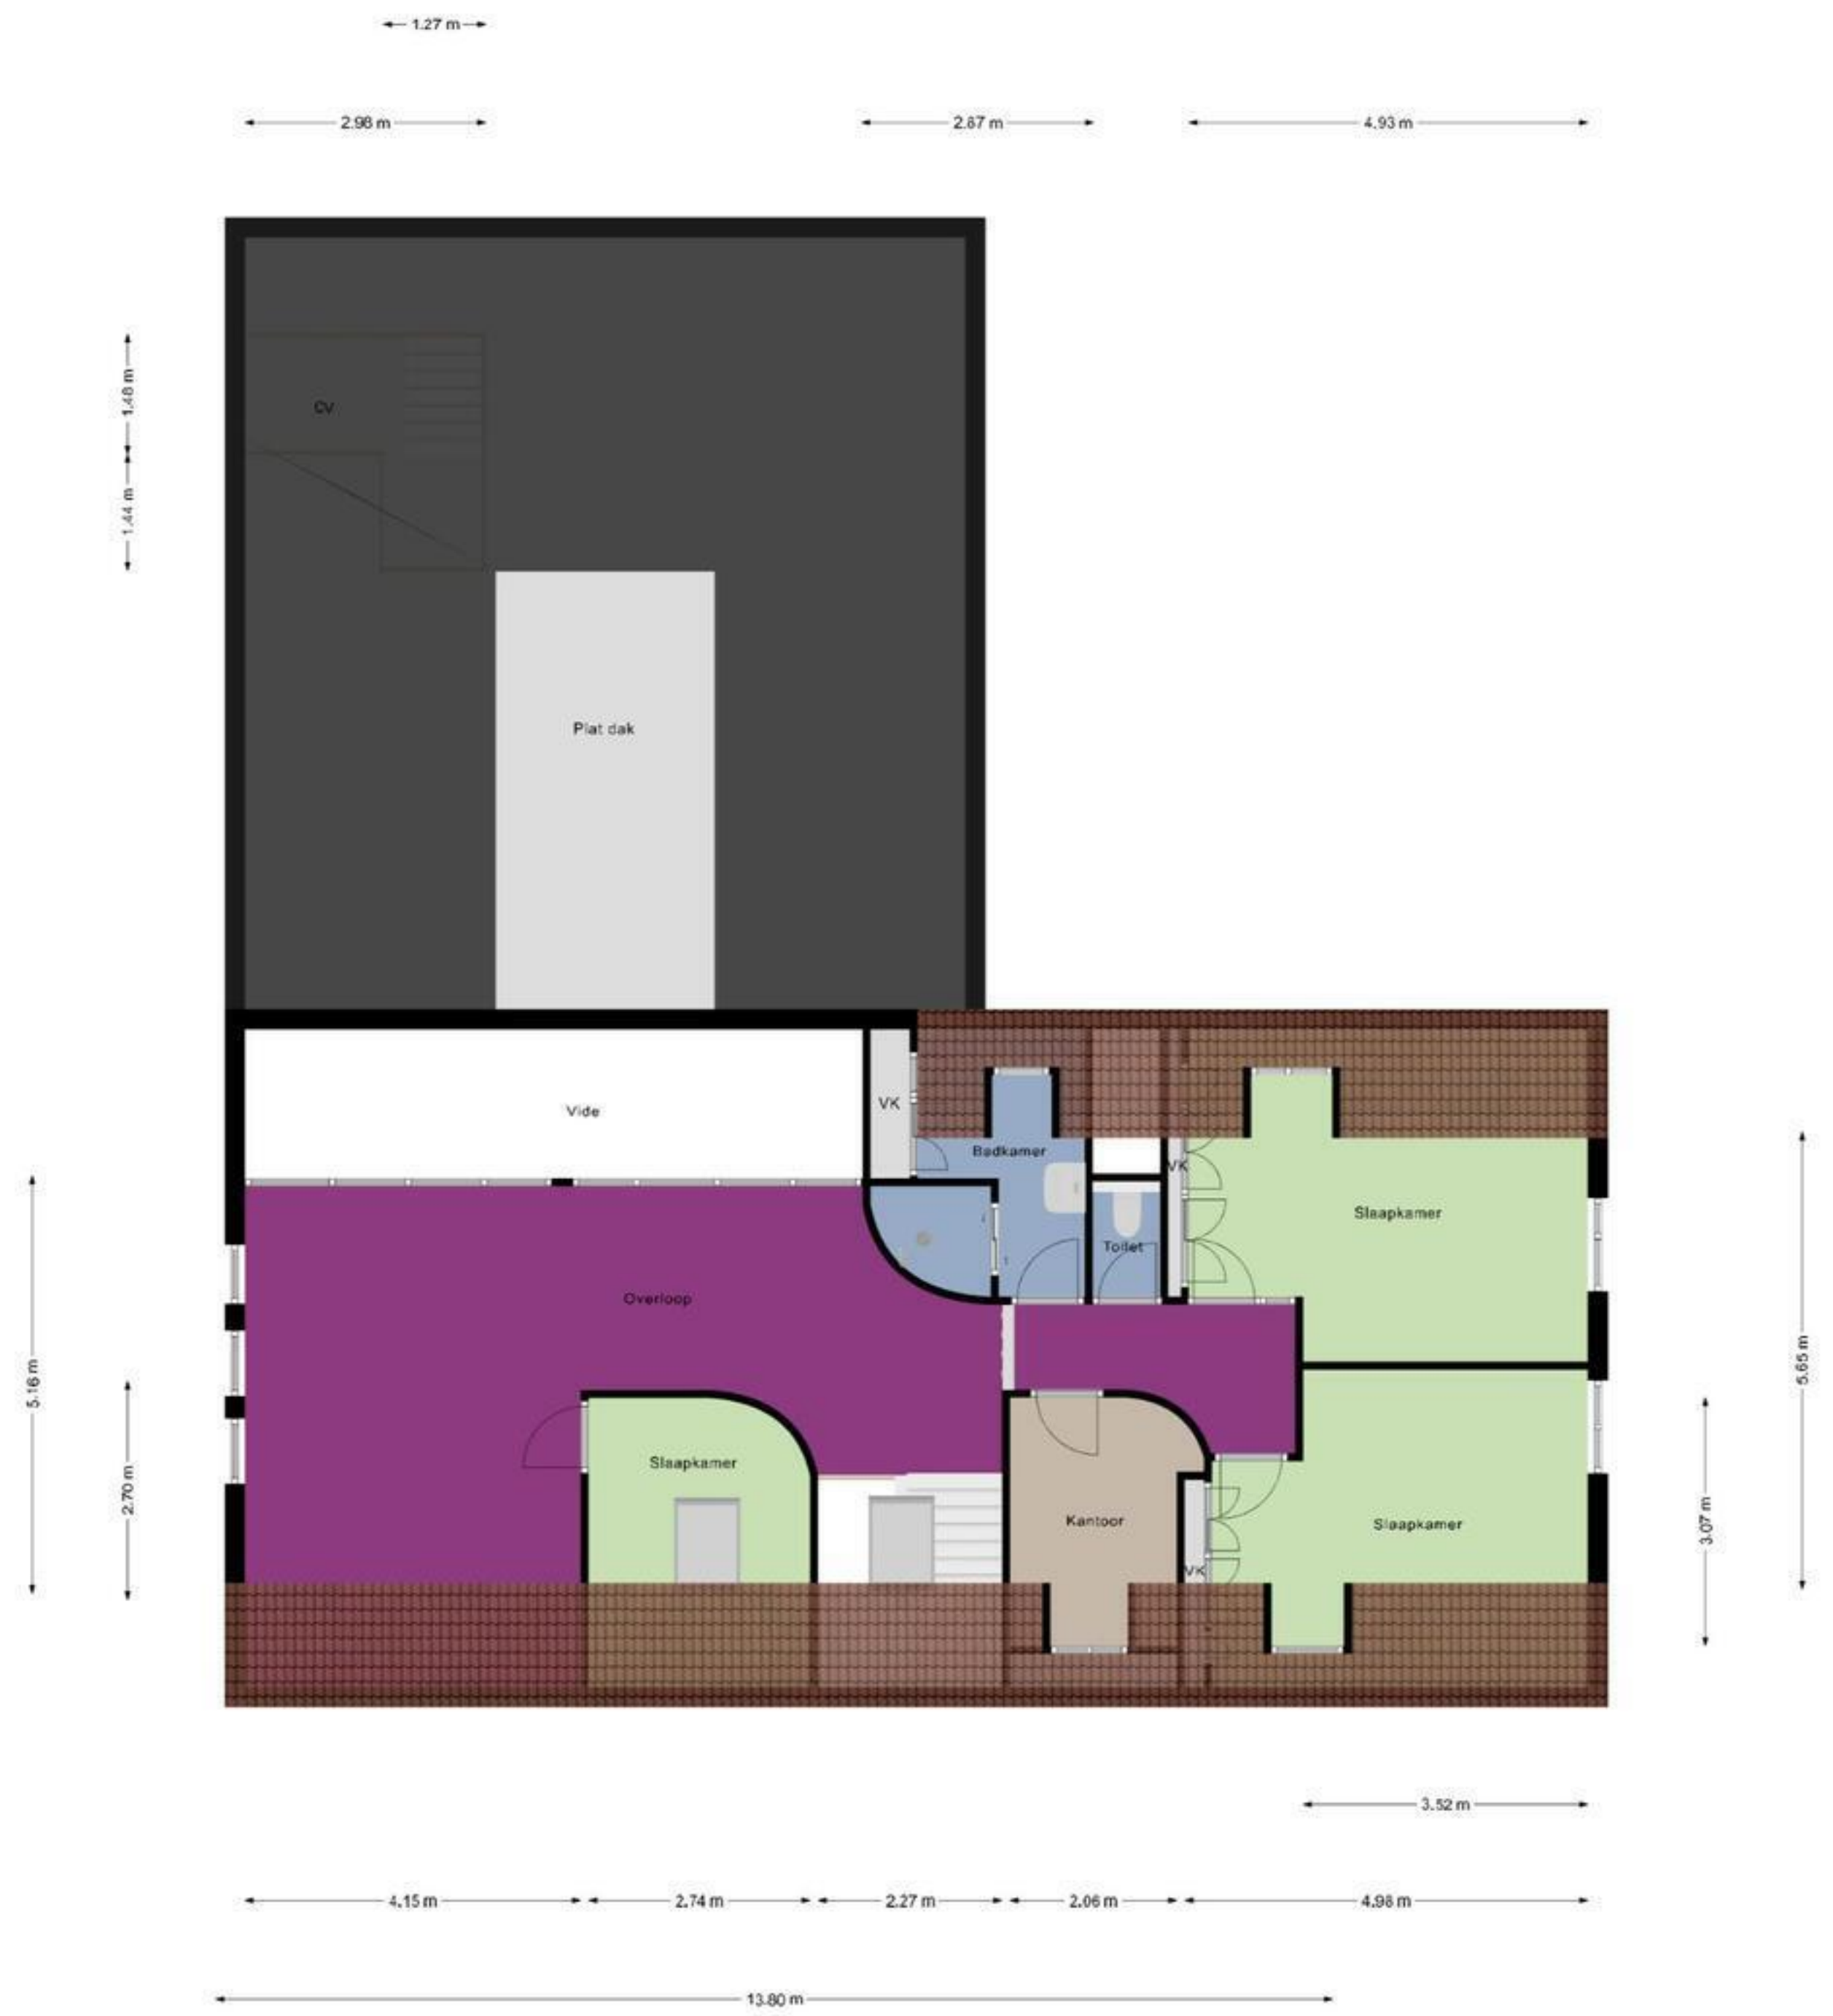 1.27 m
2.98 m
2.87 m
4.93 m
1.48 m
CV
1.44 m
Plat dak
VK
Vide
Badkamer
VK
Slaapkamer
Toilet
Overloop
5.16 m
5.65 m
Slaapkamer
2.70 m
Kantoor
Slaapkamer
3.07 m
VK
3.52 m
4.15 m
2.74 m
2.27 m
2.06 m
4.98 m
13.80 m